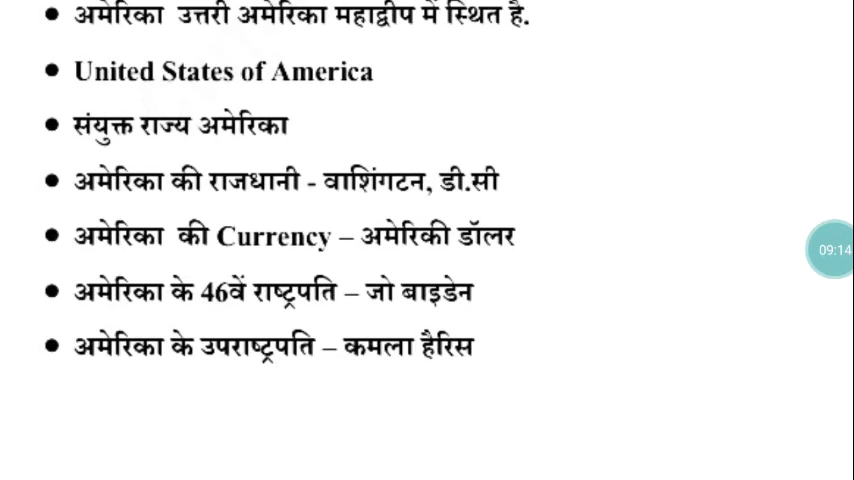 • अमेरिका उत्तरी अमेरिका महाद्वीप में स्थित है.
• United States of America
• संयुक्त राज्य अमेरिका
• अमेरिका की राजधानी - वाशिंगटन, डी.सी
• अमेरिका की Currency – अमेरिकी डॉलर
• अमेरिका के 46वें राष्ट्रपति – जो बाइडेन
• अमेरिका के उपराष्ट्रपति – कमला हैरिस
09:14